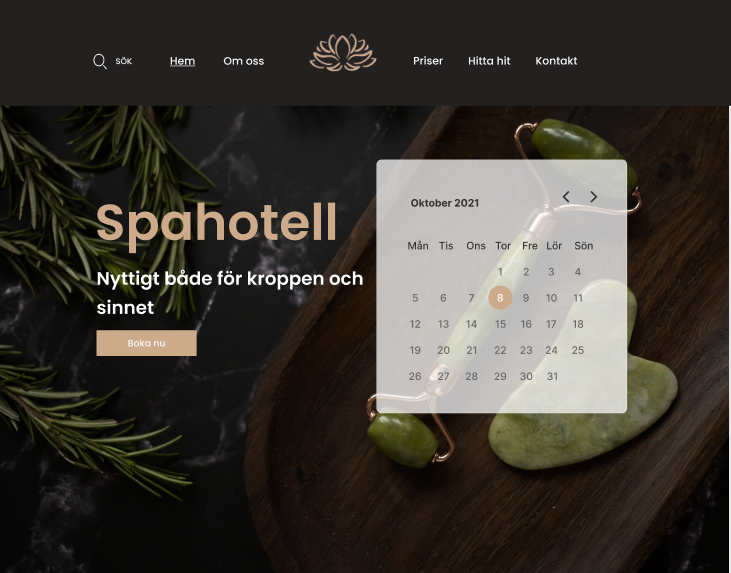 SÖK Hem Om oss Priser Hitta hit Kontakt
Spahotell
Nyttigt både för kroppen och
sinnet
Boka nu
Oktober 2021
Mån Tis Ons Tor Fre Lör Sön
1 2 3 4
5 6 7 8 9 10 11
12 13 14 15 16 17 18
19 20 21 22 23 24 25
26 27 28 29 30 31